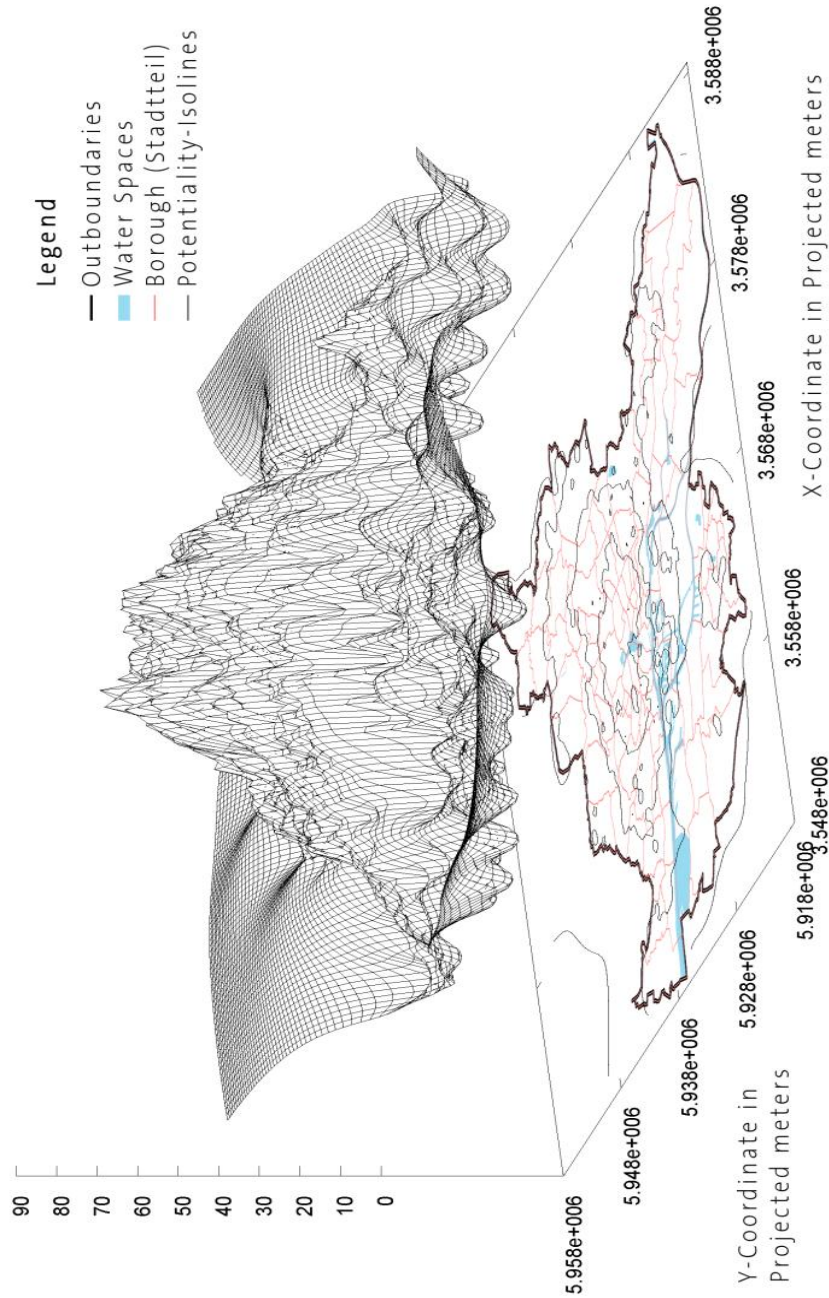 Legend
Outboundaries
Water Spaces
Borough (Stadtteil)
Potentiality-Isolines
90
80
70
60
50
40
30
20
10
0
5.958e+006
5.948e+006
5.938e+006
5.928e+006
5.918e+006
Y-Coordinate in
Projected meters
3.548e+006
3.558e+006
3.568e+006
3.578e+006
3.588e+006
X-Coordinate in Projected meters